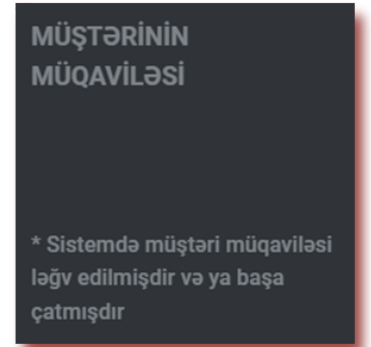 MÜŞTƏRİNİN
MÜQAVİLƏSİ
* Sistemdə müştəri müqaviləsi
ləğv edilmişdir və ya başa
çatmışdır